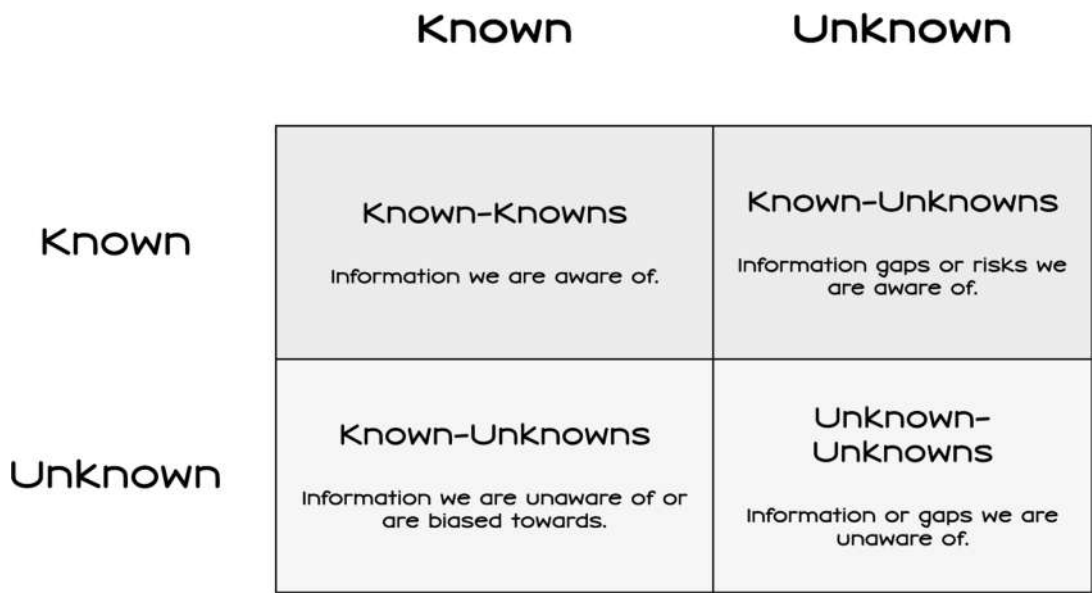 Known
Unknown
Known
Known-Knowns
Information we are aware of.
Known-Unknowns
Information gaps or risks we
are aware of.
Unknown
Known-Unknowns
Information we are unaware of or
are biased towards.
Unknown-
Unknowns
Information or gaps we are
unaware of.